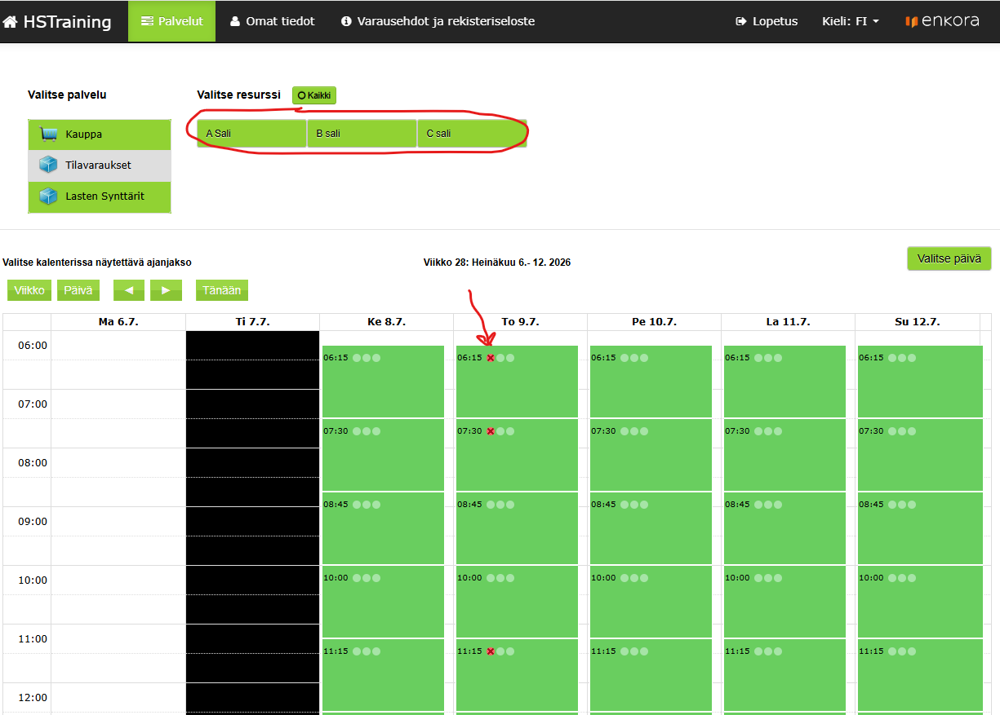 HSTraining Palvelut Omat tiedot Varausehdot ja rekisteriseloste Lopetus Kieli: FI enkora
Valitse palvelu Valitse resurssi Kaikki
Kauppa A Sali B sali C sali
Tilavaraukset
Lasten Synttärit
Valitse kalenterissa näytettävä ajanjakso Viikko 28: Heinäkuu 6.- 12. 2026 Valitse päivä
Viikko Päivä ◄ ► Tänään
Ma 6.7. Ti 7.7. Ke 8.7. To 9.7. Pe 10.7. La 11.7. Su 12.7.
06:00
06:15 06:15 06:15 06:15 06:15
07:00
07:30 07:30 07:30 07:30 07:30
08:00
08:45 08:45 08:45 08:45 08:45
09:00
10:00 10:00 10:00 10:00 10:00 10:00
11:00
11:15 11:15 11:15 11:15 11:15
12:00